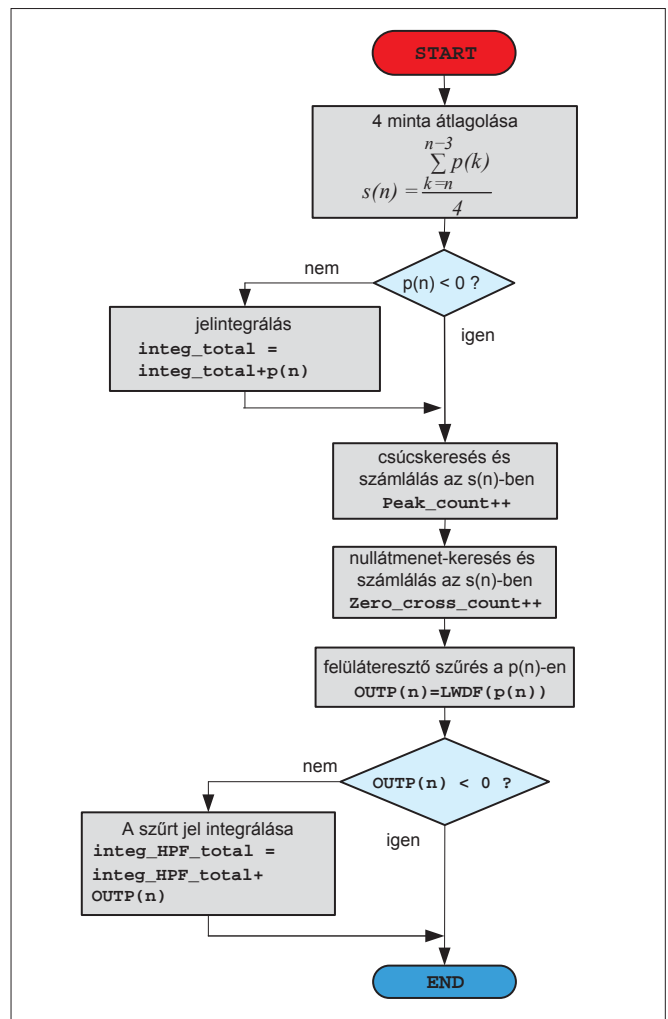 START
4 minta átlagolása
n−3
∑ p(k)
s(n) = k=n
4
nem
p(n) < 0 ?
jelintegrálás
integ_total =
integ_total+p(n)
igen
csúcskeresés és
számlálás az s(n)-ben
Peak_count++
nullátmenet-keresés és
számlálás az s(n)-ben
Zero_cross_count++
felüláteresztő szűrés a p(n)-en
OUTP(n)=LWDF(p(n))
nem
OUTP(n) < 0 ?
A szűrt jel integrálása
integ_HPF_total =
integ_HPF_total+
OUTP(n)
igen
END